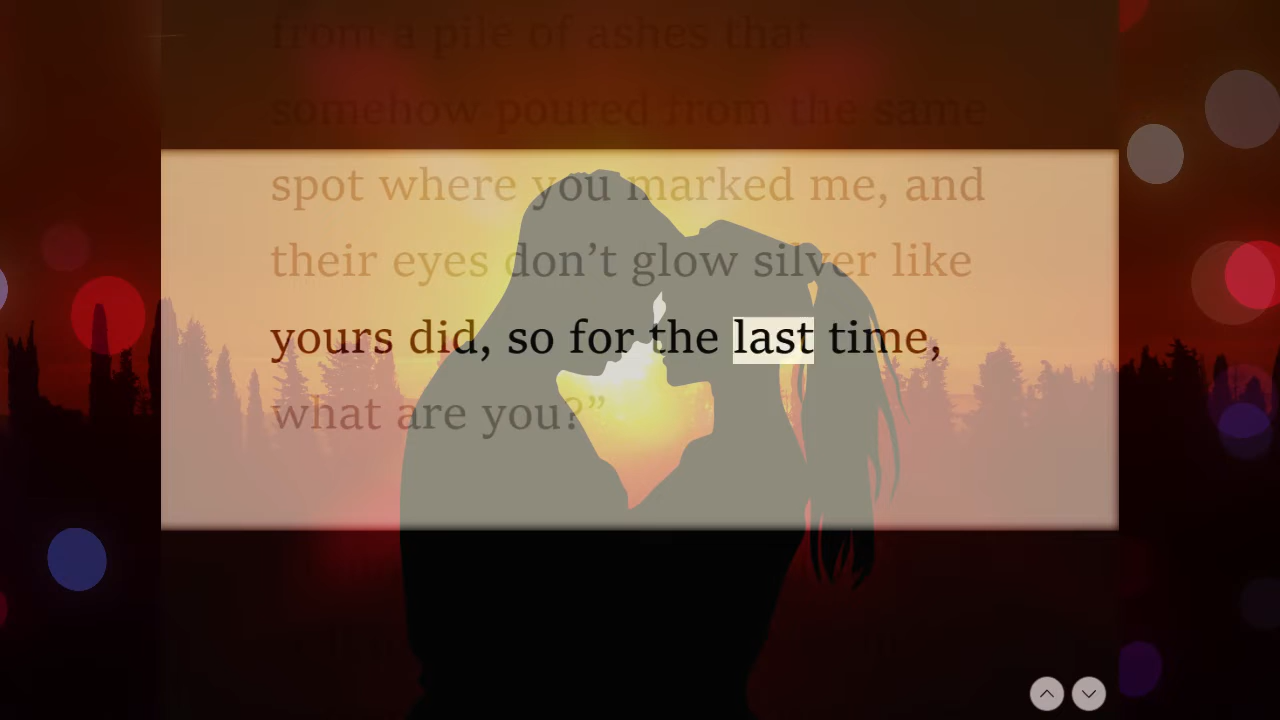 from a pile of ashes that
somehow poured from the same
spot where you marked me, and
their eyes don’t glow silver like
yours did, so for the last time,
what are you?”